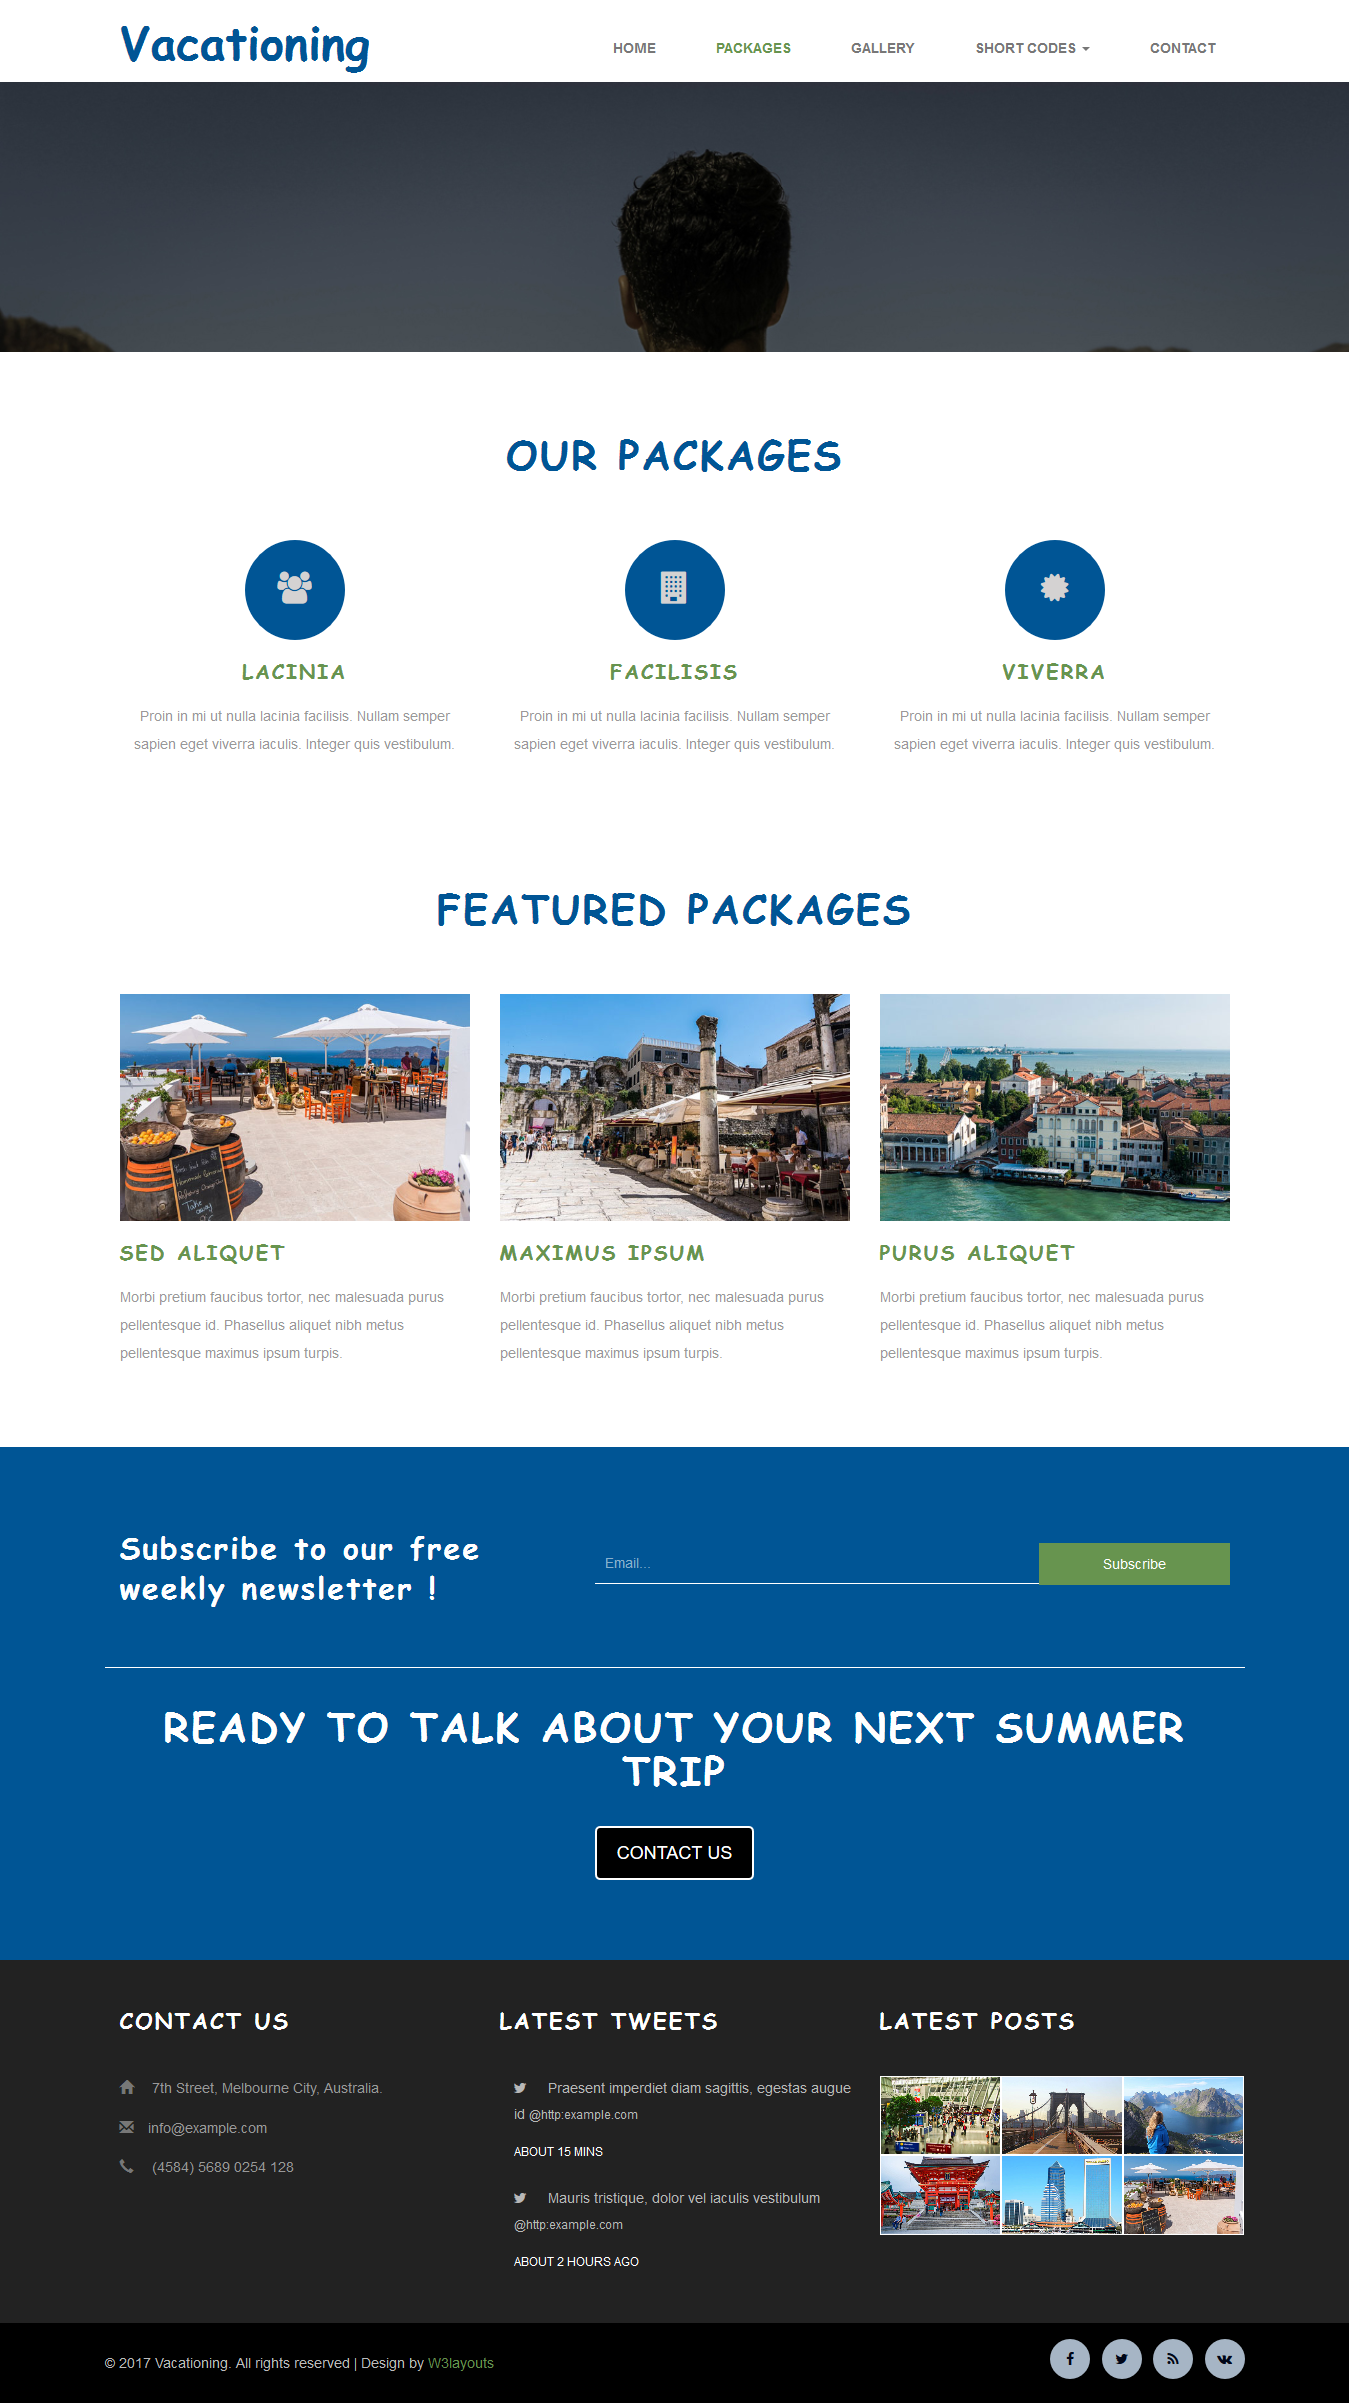 Vacationing
HOME
PACKAGES
GALLERY
SHORT CODES
CONTACT
OUR PACKAGES
LACINIA
Proin in mi ut nulla lacinia facilisis. Nullam semper
sapien eget viverra iaculis. Integer quis vestibulum.
FACILISIS
Proin in mi ut nulla lacinia facilisis. Nullam semper
sapien eget viverra iaculis. Integer quis vestibulum.
VIVERRA
Proin in mi ut nulla lacinia facilisis. Nullam semper
sapien eget viverra iaculis. Integer quis vestibulum.
FEATURED PACKAGES
Take
away
SED ALIQUET
Morbi pretium faucibus tortor, nec malesuada purus
pellentesque id. Phasellus aliquet nibh metus
pellentesque maximus ipsum turpis.
MAXIMUS IPSUM
Morbi pretium faucibus tortor, nec malesuada purus
pellentesque id. Phasellus aliquet nibh metus
pellentesque maximus ipsum turpis.
PURUS ALIQUET
Morbi pretium faucibus tortor, nec malesuada purus
pellentesque id. Phasellus aliquet nibh metus
pellentesque maximus ipsum turpis.
Subscribe to our free
weekly newsletter !
Email...
Subscribe
READY TO TALK ABOUT YOUR NEXT SUMMER
TRIP
CONTACT US
CONTACT US
7th Street, Melbourne City, Australia.
info@example.com
(4584) 5689 0254 128
LATEST TWEETS
Praesent imperdiet diam sagittis, egestas augue
id @http:example.com
ABOUT 15 MINS
Mauris tristique, dolor vel iaculis vestibulum
@http:example.com
ABOUT 2 HOURS AGO
LATEST POSTS
© 2017 Vacationing. All rights reserved | Design by W3layouts